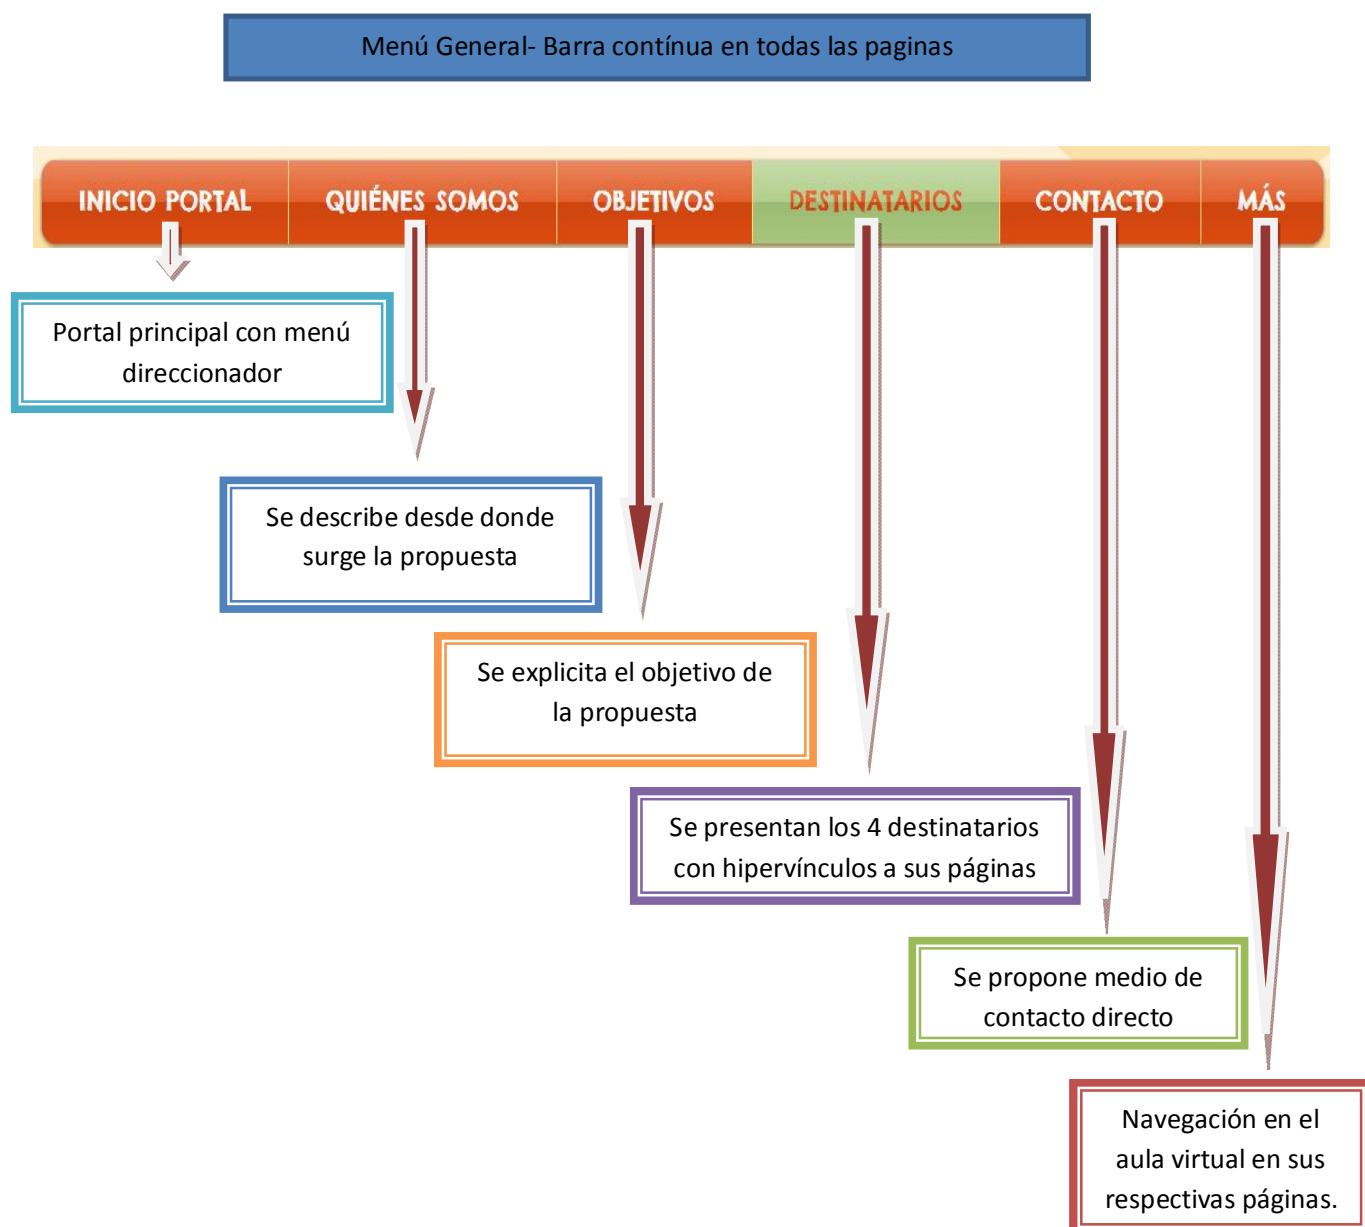 Menú General- Barra contínua en todas las paginas
INICIO PORTAL
QUIÉNES SOMOS
OBJETIVOS
DESTINATARIOS
CONTACTO
MÁS
Portal principal con menú
direccionador
Se describe desde donde
surge la propuesta
Se explicita el objetivo de
la propuesta
Se presentan los 4 destinatarios
con hipervínculos a sus páginas
Se propone medio de
contacto directo
Navegación en el
aula virtual en sus
respectivas páginas.